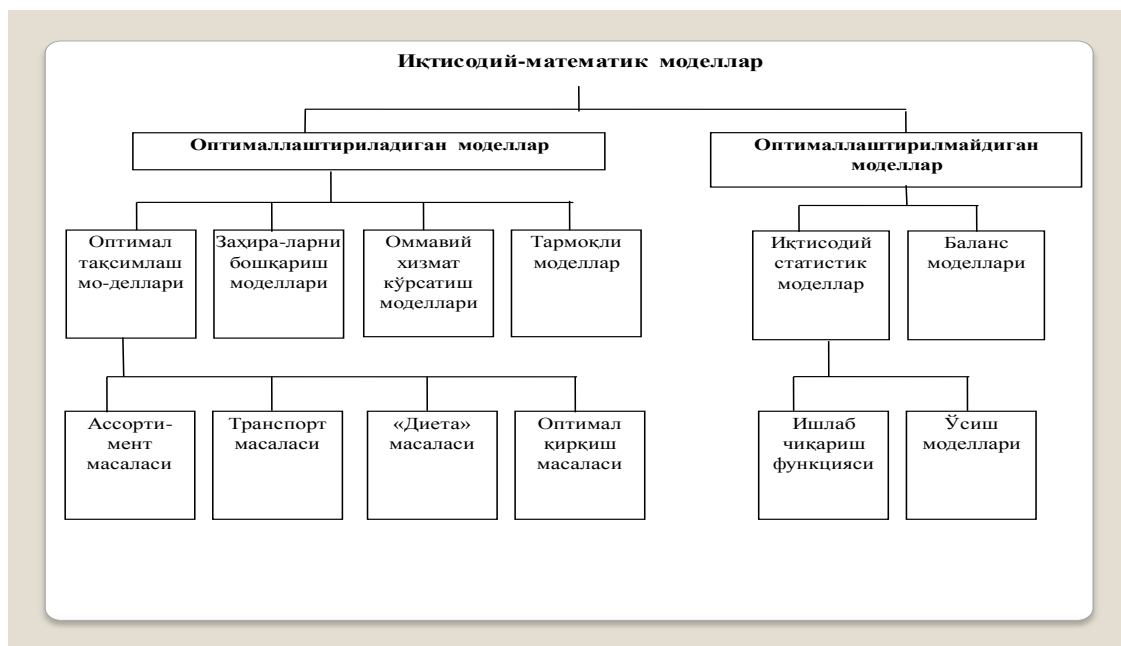 Иқтисодий-математик моделлар
Оптималлаштириладиган моделлар
Оптималлаштирилмайдиган
моделлар
Оптимал
тақсимлаш
мо-деллари
Заҳира-ларни
бошқариш
моделлари
Оммавий
хизмат
кўрсатиш
моделлари
Тармоқли
моделлар
Иқтисодий
статистик
моделлар
Баланс
моделлари
Ассорти-
мент
масаласи
Транспорт
масаласи
«Диета»
масаласи
Оптимал
қирқиш
масаласи
Ишлаб
чиқариш
функцияси
Ўсиш
моделлари